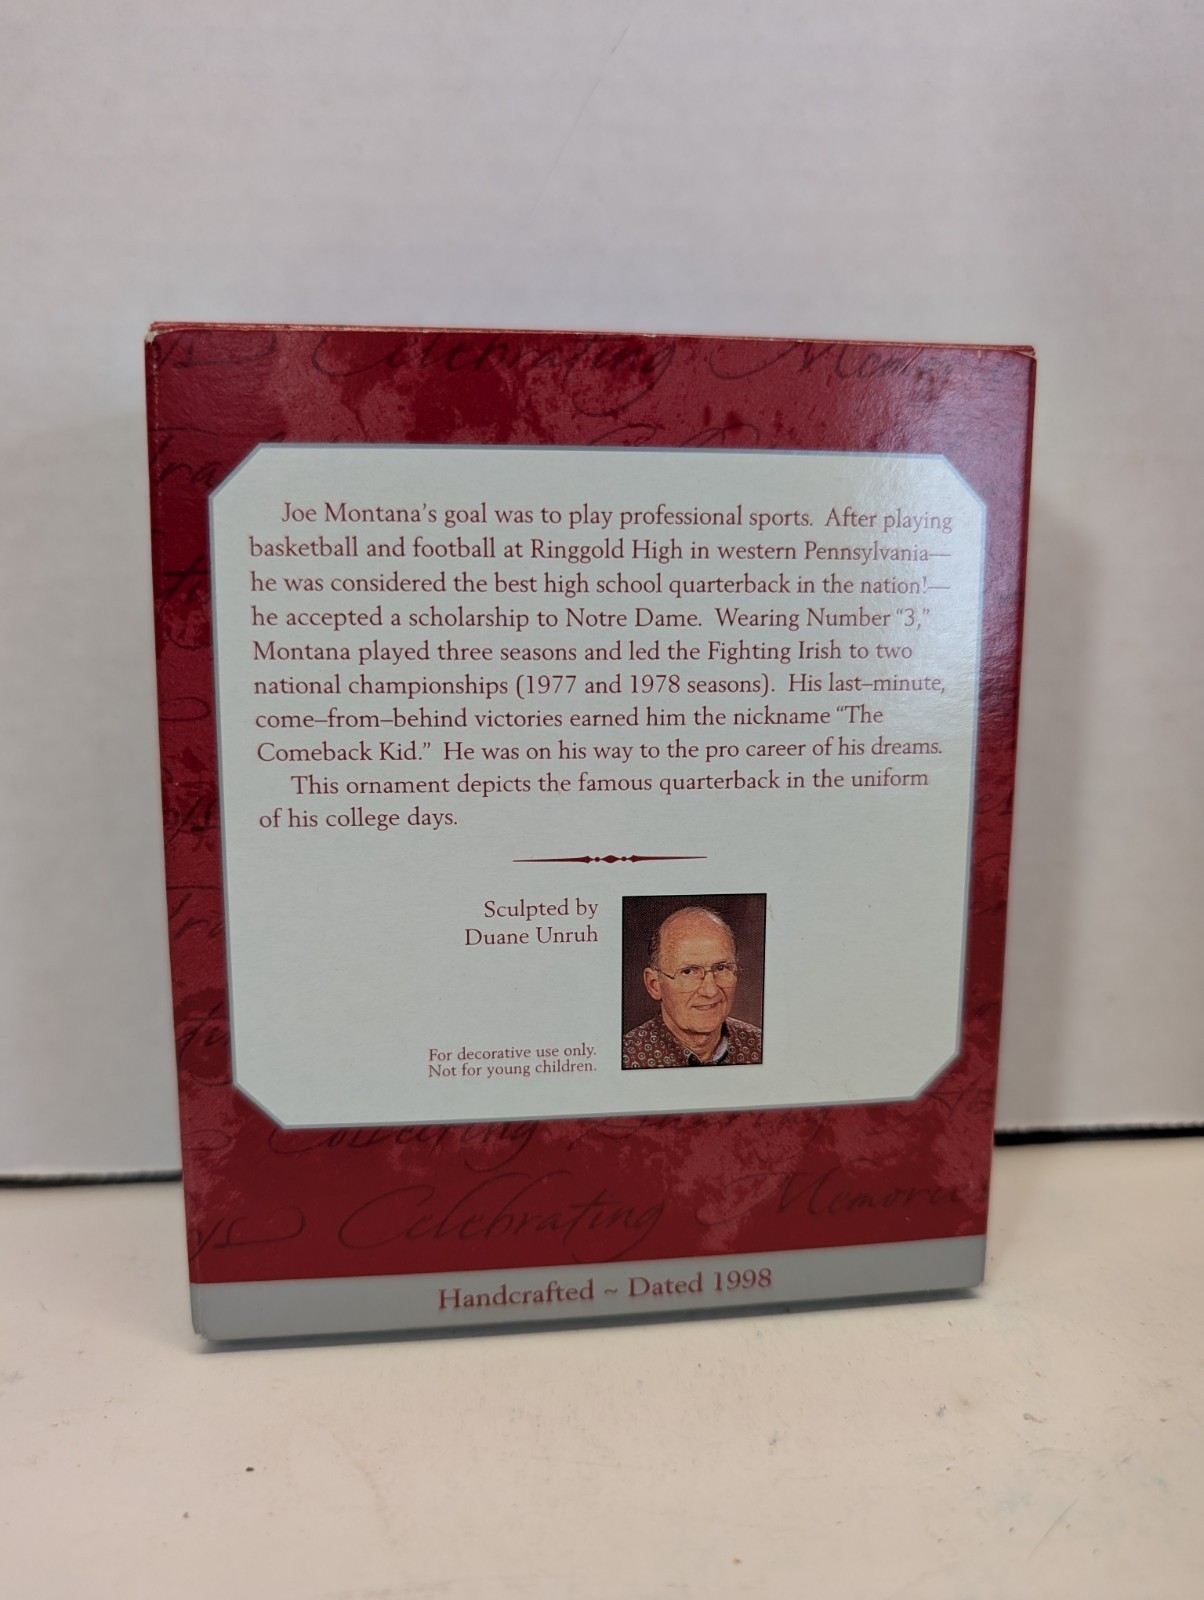 Celebrating Memor
Joe Montana's goal was to play professional sports. After playing
basketball and football at Ringgold High in western Pennsylvania—
he was considered the best high school quarterback in the nation!—
he accepted a scholarship to Notre Dame. Wearing Number "3,"
Montana played three seasons and led the Fighting Irish to two
national championships (1977 and 1978 seasons). His last–minute,
come–from–behind victories earned him the nickname "The
Comeback Kid." He was on his way to the pro career of his dreams.
This ornament depicts the famous quarterback in the uniform
of his college days.
Sculpted by
Duane Unruh
For decorative use only.
Not for young children.
Celebrating Memorie
Handcrafted ~ Dated 1998